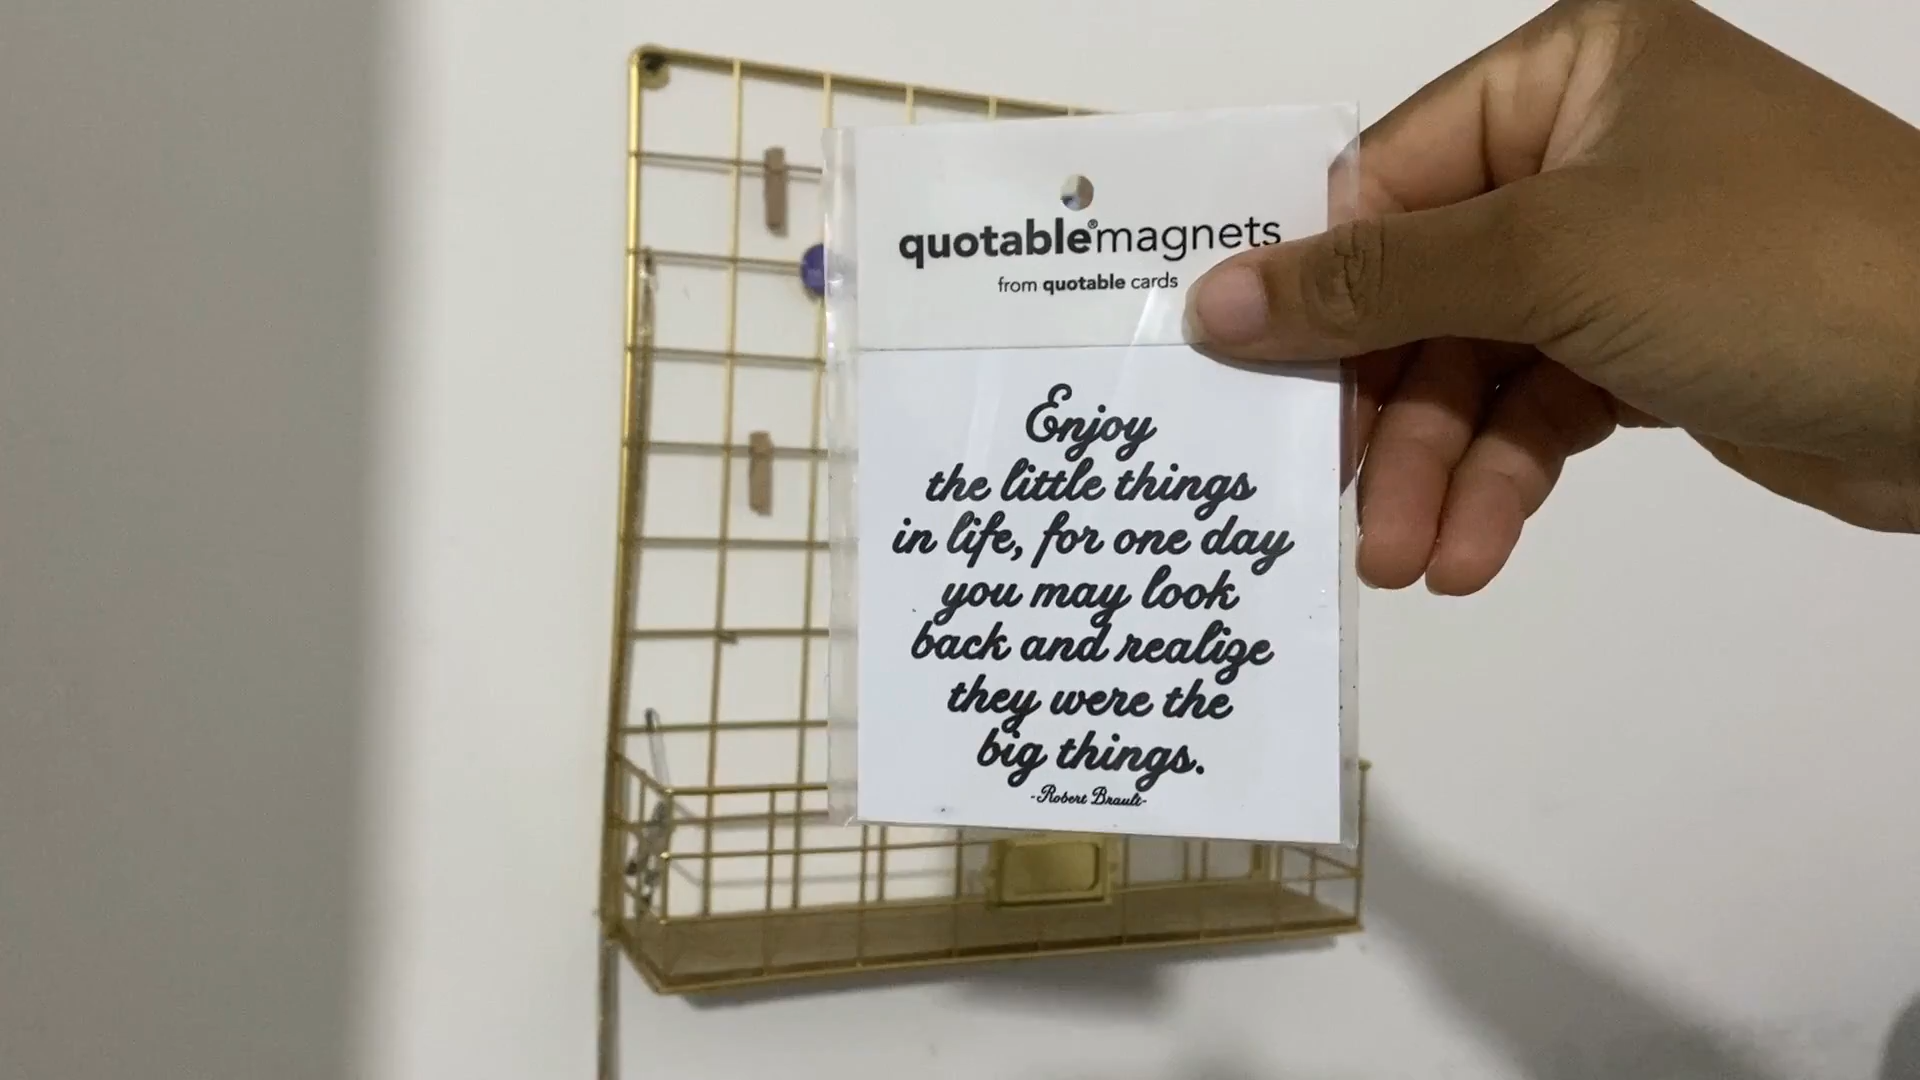 quotable®magnets
from quotable cards
Enjoy
the little things
in life, for one day
you may look
back and realize
they were the
big things.
-Robert Brault-